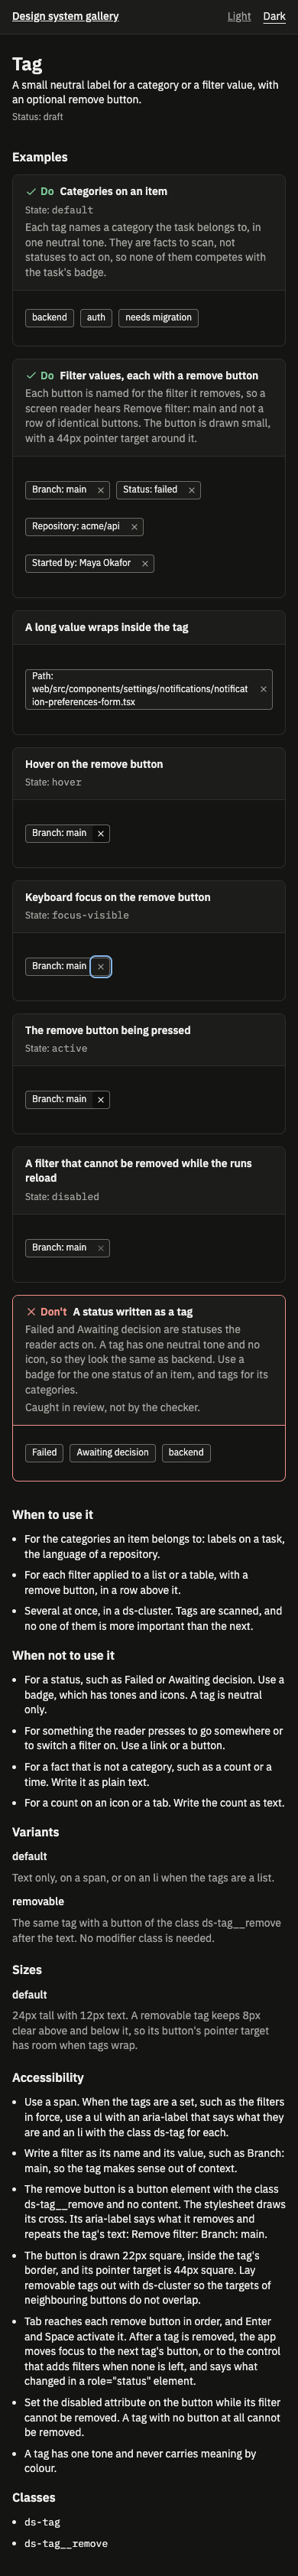 Design system gallery
Light Dark
Tag
A small neutral label for a category or a filter value, with
an optional remove button.
Status: draft
Examples
Do Categories on an item
State: default
Each tag names a category the task belongs to, in
one neutral tone. They are facts to scan, not
statuses to act on, so none of them competes with
the task's badge.
backend auth needs migration
Do Filter values, each with a remove button
Each button is named for the filter it removes, so a
screen reader hears Remove filter: main and not a
row of identical buttons. The button is drawn small,
with a 44px pointer target around it.
Branch: main Status: failed
Repository: acme/api
Started by: Maya Okafor
A long value wraps inside the tag
Path:
web/src/components/settings/notifications/notificat
ion-preferences-form.tsx
Hover on the remove button
State: hover
Branch: main
Keyboard focus on the remove button
State: focus-visible
Branch: main
The remove button being pressed
State: active
Branch: main
A filter that cannot be removed while the runs
reload
State: disabled
Branch: main
Don't A status written as a tag
Failed and Awaiting decision are statuses the
reader acts on. A tag has one neutral tone and no
icon, so they look the same as backend. Use a
badge for the one status of an item, and tags for its
categories.
Caught in review, not by the checker.
Failed Awaiting decision backend
When to use it
For the categories an item belongs to: labels on a task,
the language of a repository.
For each filter applied to a list or a table, with a
remove button, in a row above it.
Several at once, in a ds-cluster. Tags are scanned, and
no one of them is more important than the next.
When not to use it
For a status, such as Failed or Awaiting decision. Use a
badge, which has tones and icons. A tag is neutral
only.
For something the reader presses to go somewhere or
to switch a filter on. Use a link or a button.
For a fact that is not a category, such as a count or a
time. Write it as plain text.
For a count on an icon or a tab. Write the count as text.
Variants
default
Text only, on a span, or on an li when the tags are a list.
removable
The same tag with a button of the class ds-tag__remove
after the text. No modifier class is needed.
Sizes
default
24px tall with 12px text. A removable tag keeps 8px
clear above and below it, so its button's pointer target
has room when tags wrap.
Accessibility
Use a span. When the tags are a set, such as the filters
in force, use a ul with an aria-label that says what they
are and an li with the class ds-tag for each.
Write a filter as its name and its value, such as Branch:
main, so the tag makes sense out of context.
The remove button is a button element with the class
ds-tag__remove and no content. The stylesheet draws
its cross. Its aria-label says what it removes and
repeats the tag's text: Remove filter: Branch: main.
The button is drawn 22px square, inside the tag's
border, and its pointer target is 44px square. Lay
removable tags out with ds-cluster so the targets of
neighbouring buttons do not overlap.
Tab reaches each remove button in order, and Enter
and Space activate it. After a tag is removed, the app
moves focus to the next tag's button, or to the control
that adds filters when none is left, and says what
changed in a role="status" element.
Set the disabled attribute on the button while its filter
cannot be removed. A tag with no button at all cannot
be removed.
A tag has one tone and never carries meaning by
colour.
Classes
ds-tag
ds-tag__remove